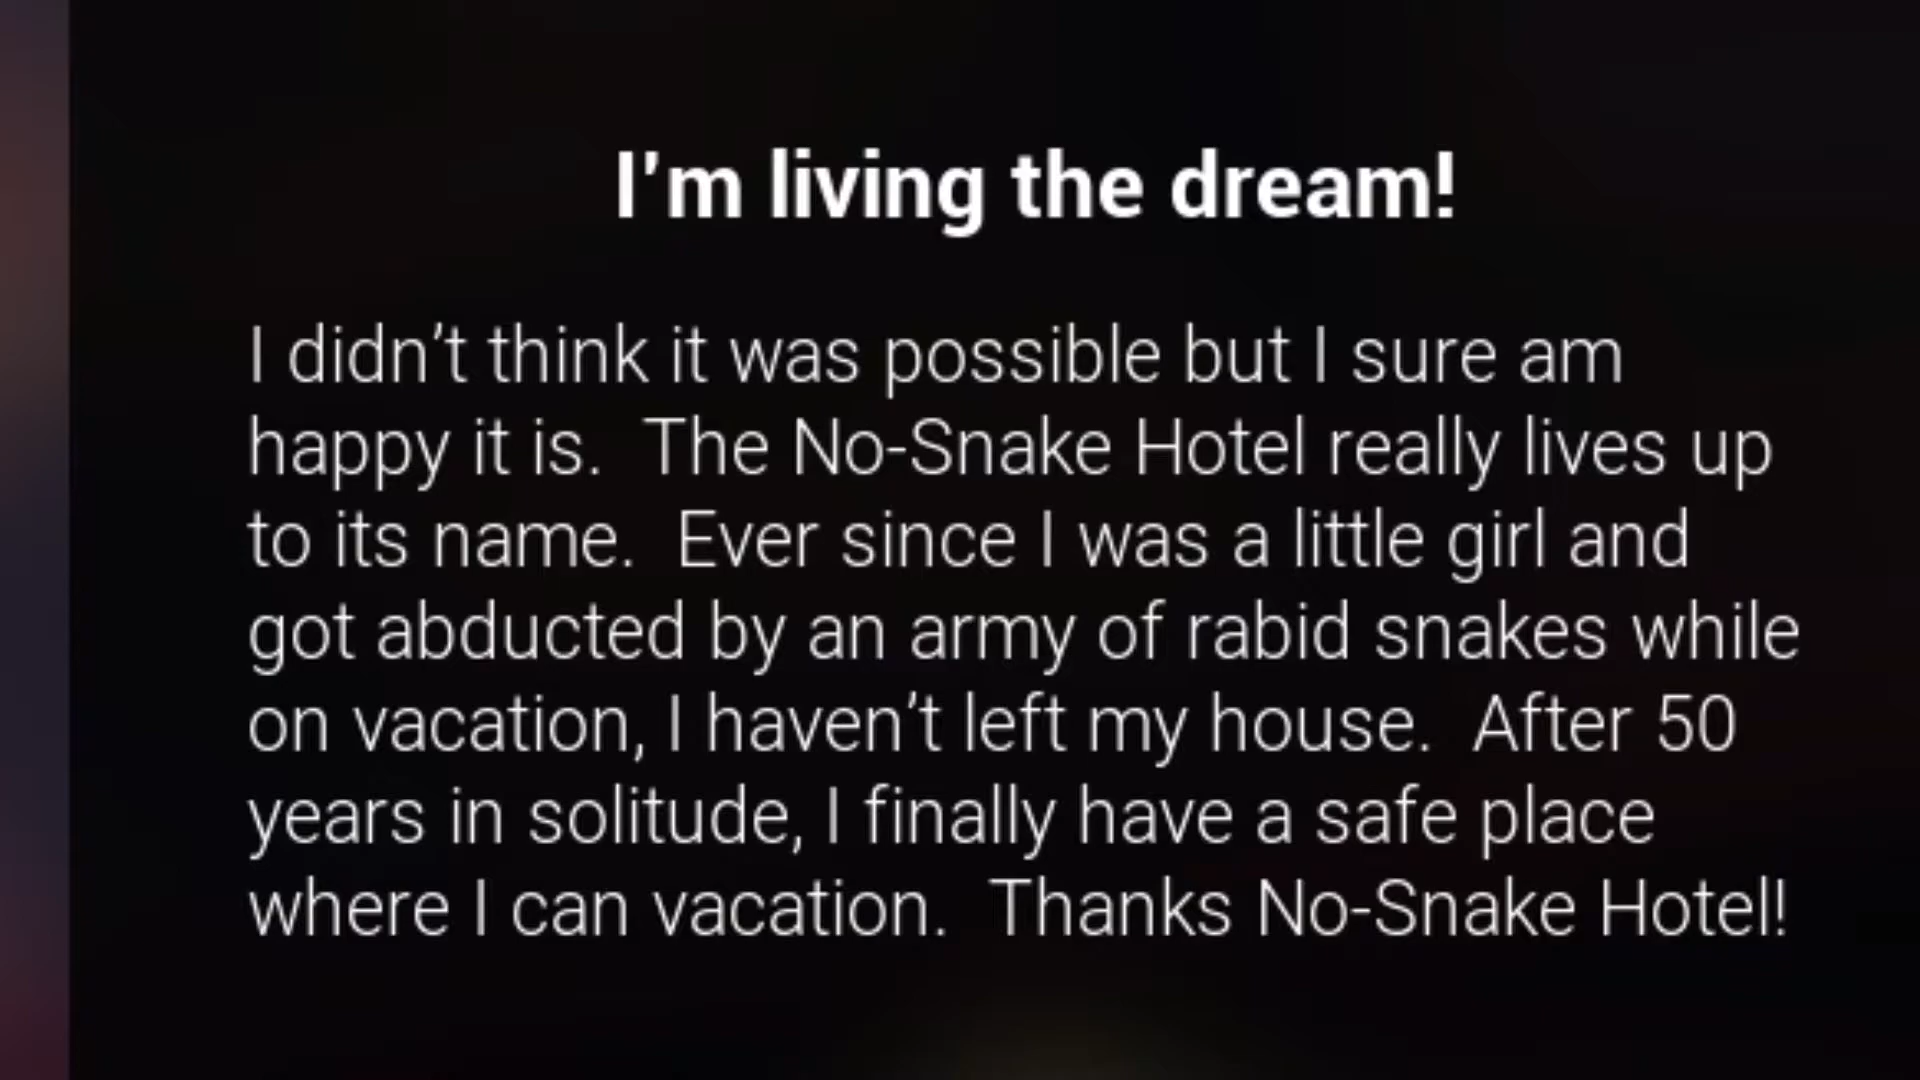 I'm living the dream!
I didn’t think it was possible but I sure am
happy it is.  The No-Snake Hotel really lives up
to its name.  Ever since I was a little girl and
got abducted by an army of rabid snakes while
on vacation, I haven’t left my house.  After 50
years in solitude, I finally have a safe place
where I can vacation.  Thanks No-Snake Hotel!